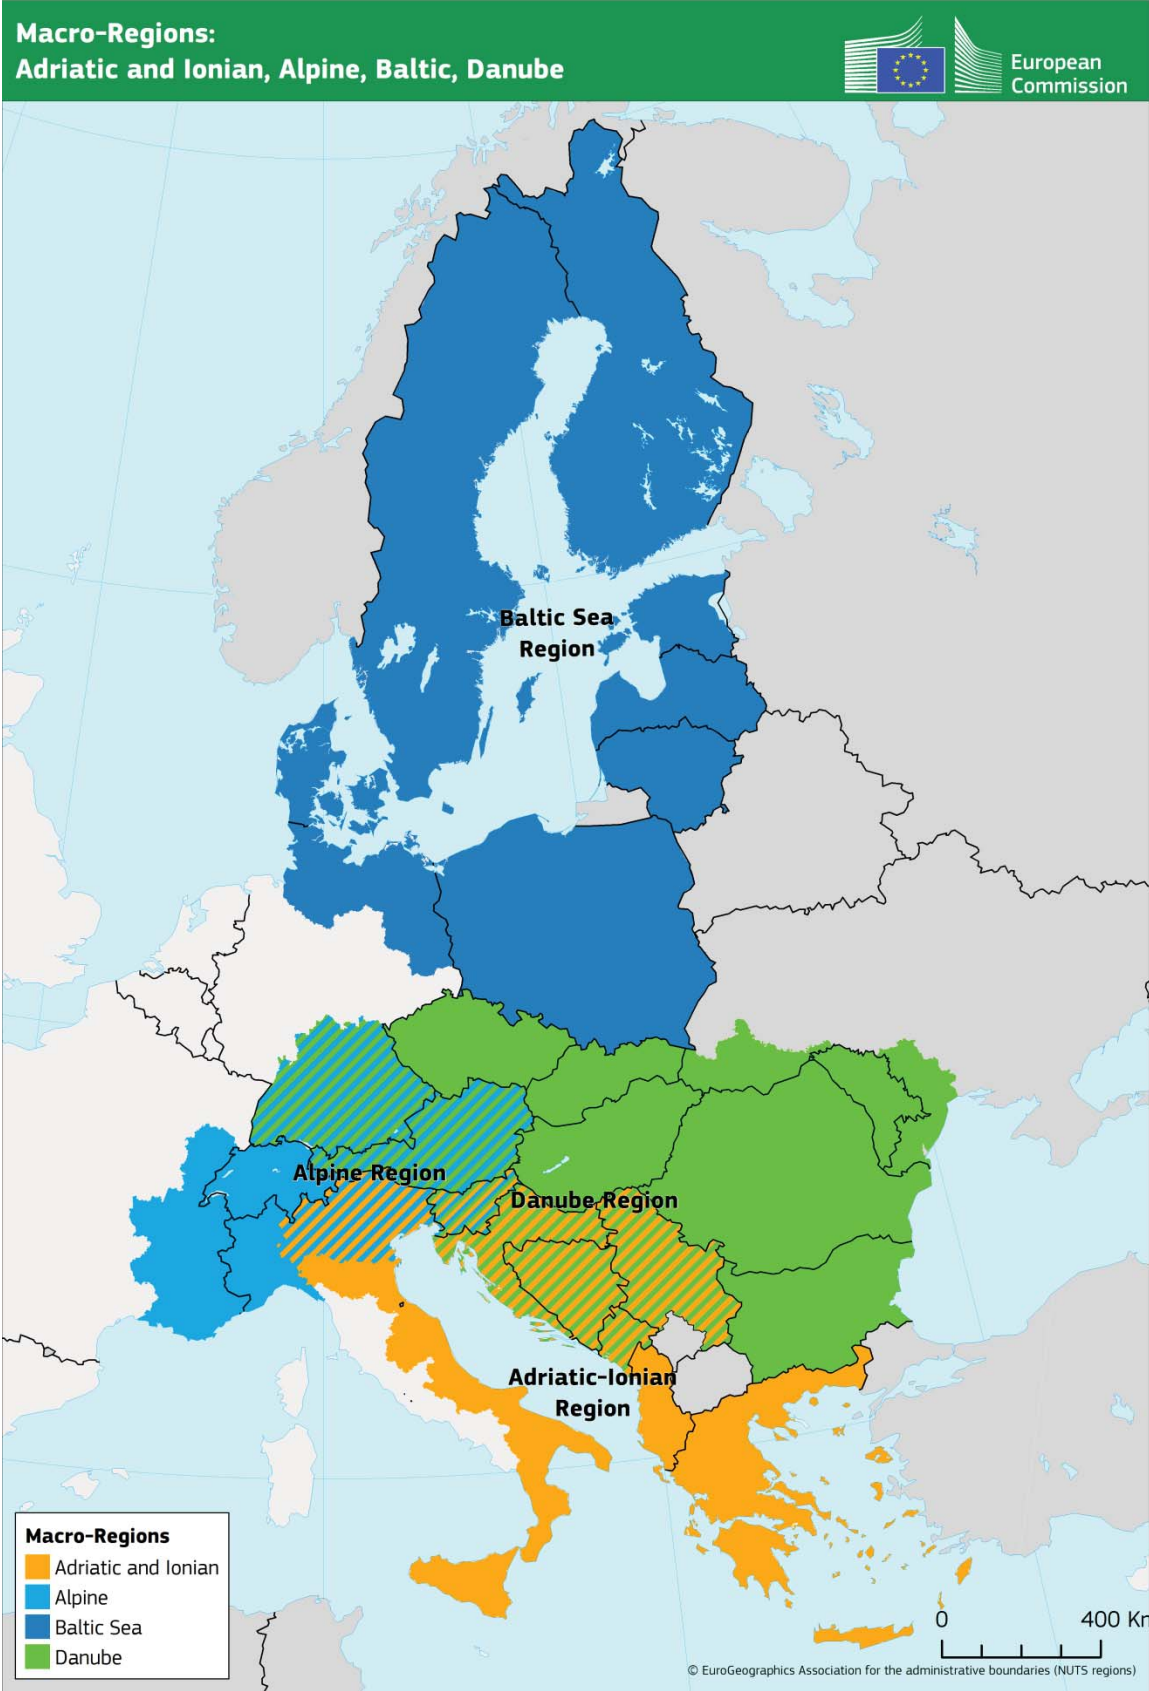 Macro-Regions:
Adriatic and Ionian, Alpine, Baltic, Danube
European
Commission
Baltic Sea
Region
Alpine Region
Danube Region
Adriatic-Ionian
Region
Macro-Regions
Adriatic and Ionian
Alpine
Baltic Sea
Danube
0 400 Km
© EuroGeographics Association for the administrative boundaries (NUTS regions)